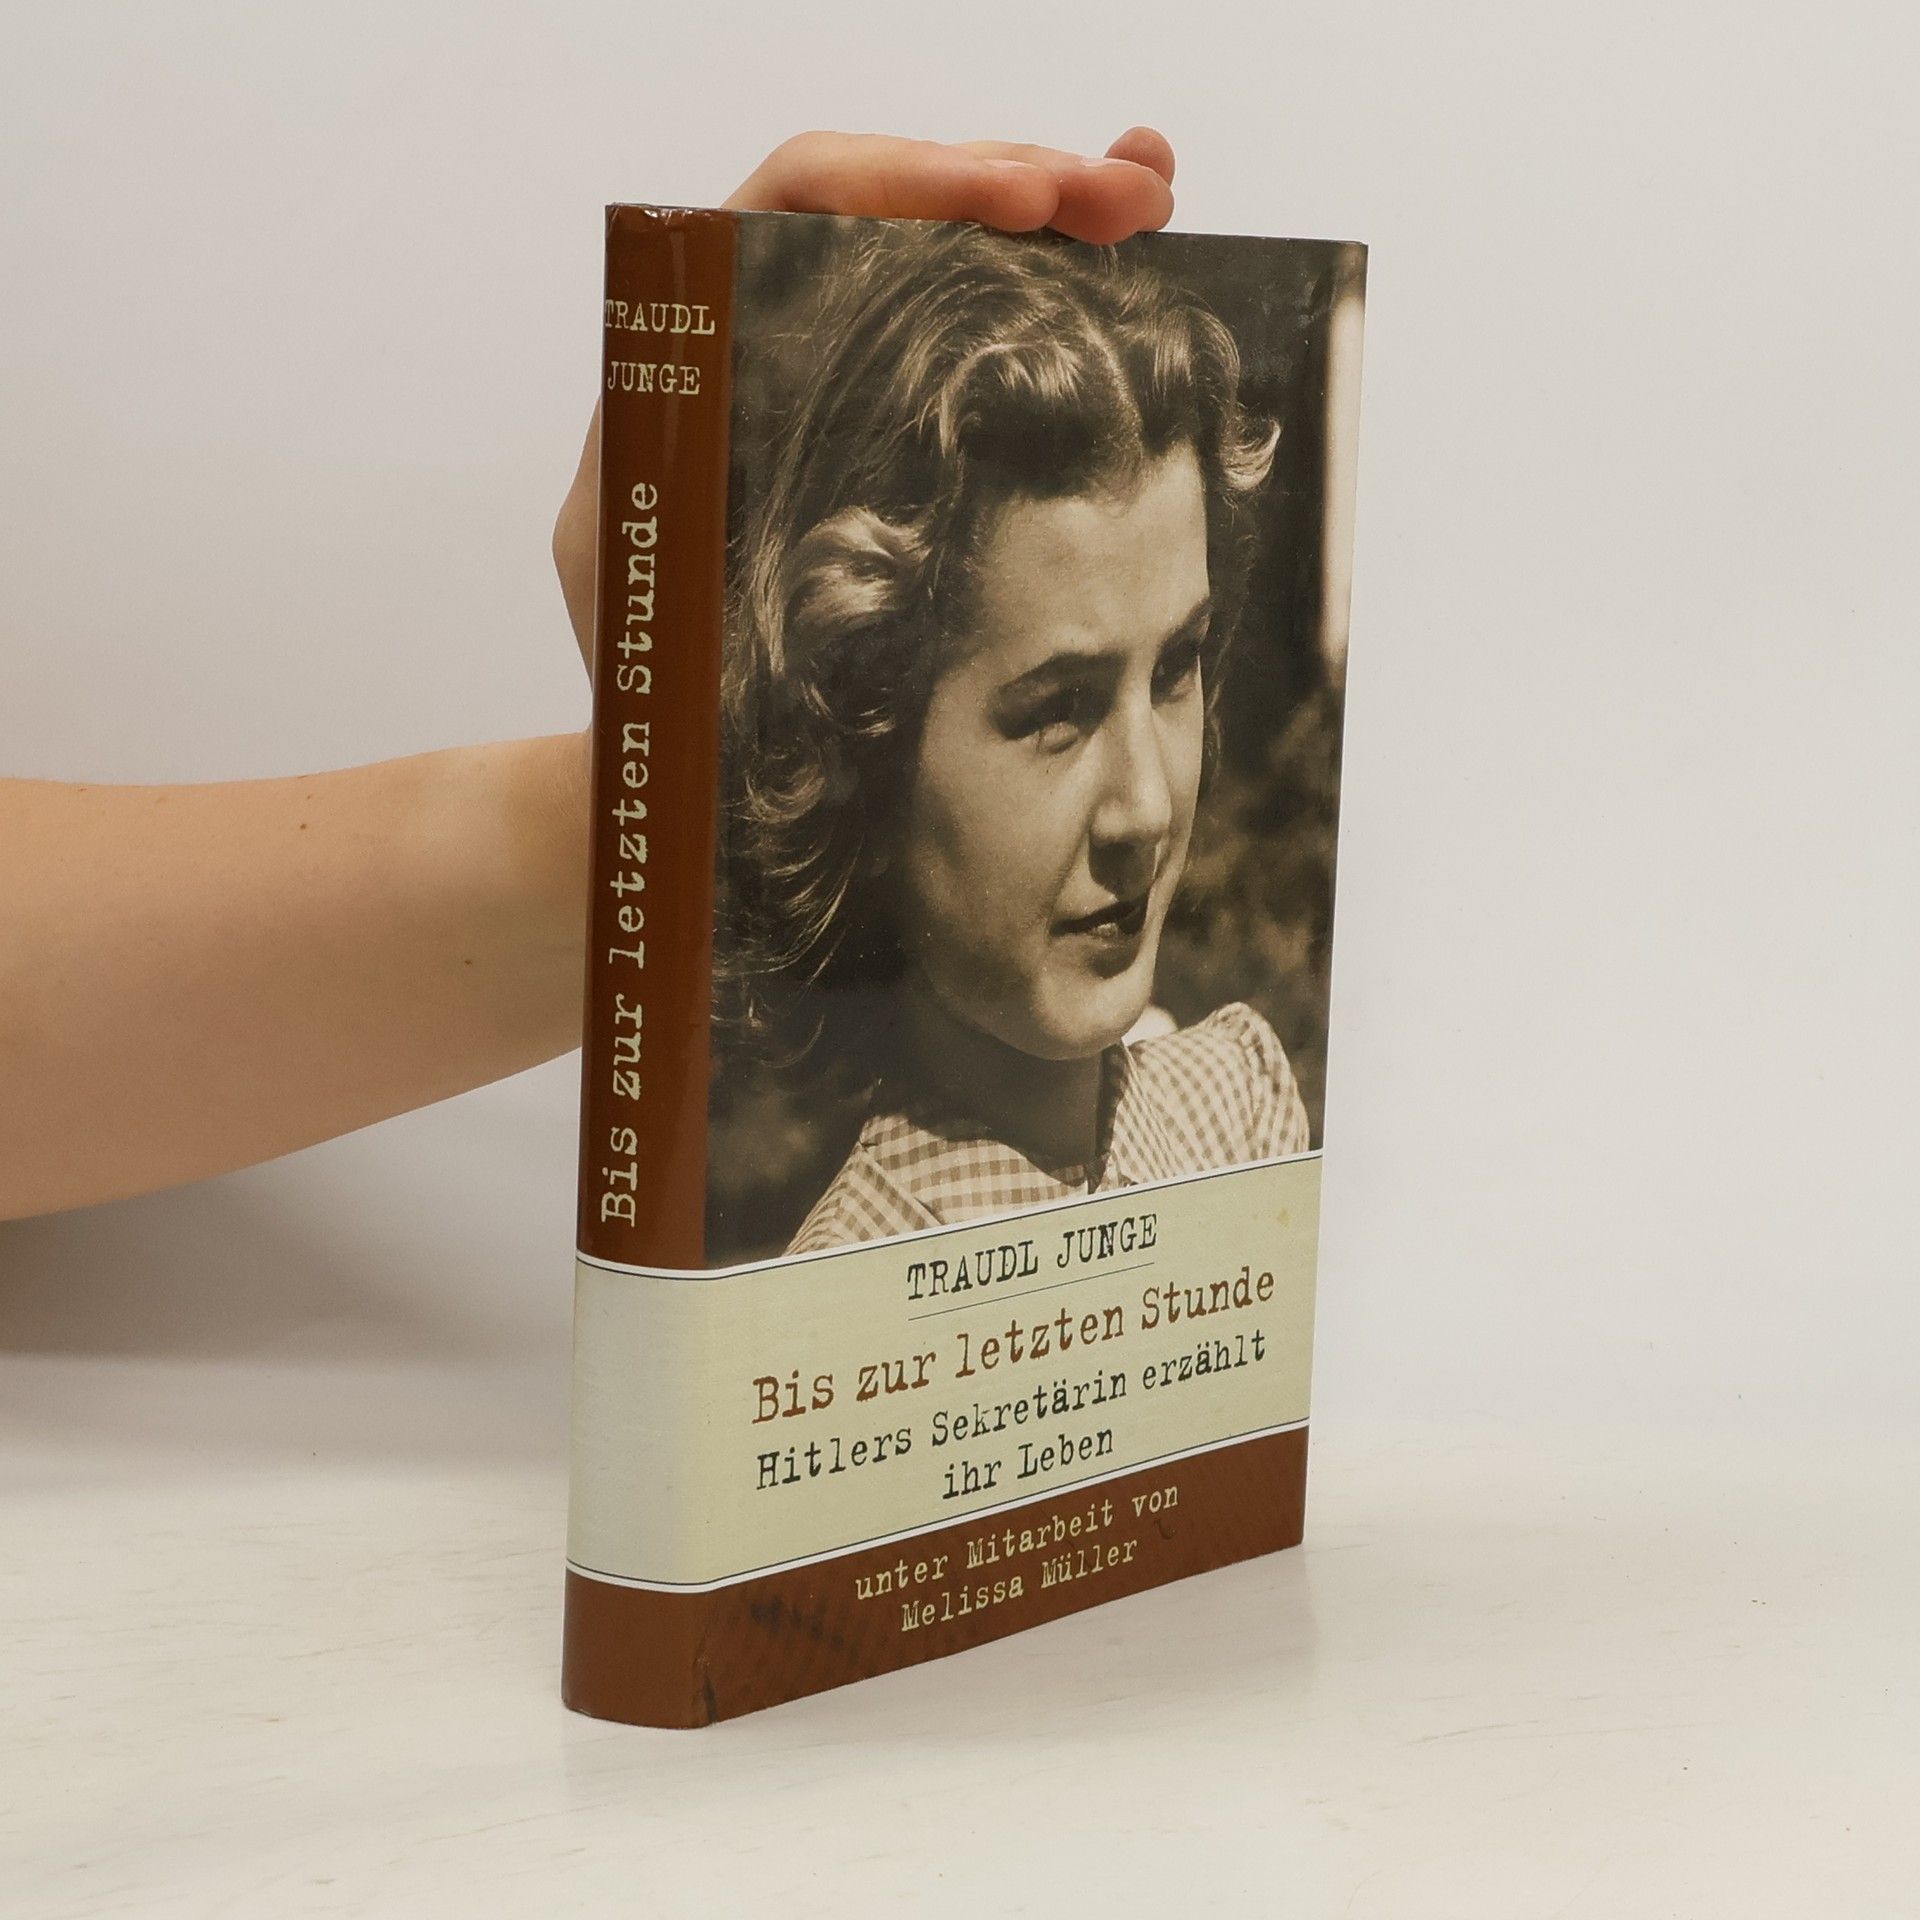 TRAUDL
JUNGE
Bis zur letzten Stunde
TRAUDL JUNGE
Bis zur letzten Stunde
Hitlers Sekretärin erzählt
ihr Leben
unter Mitarbeit von
Melissa Müller